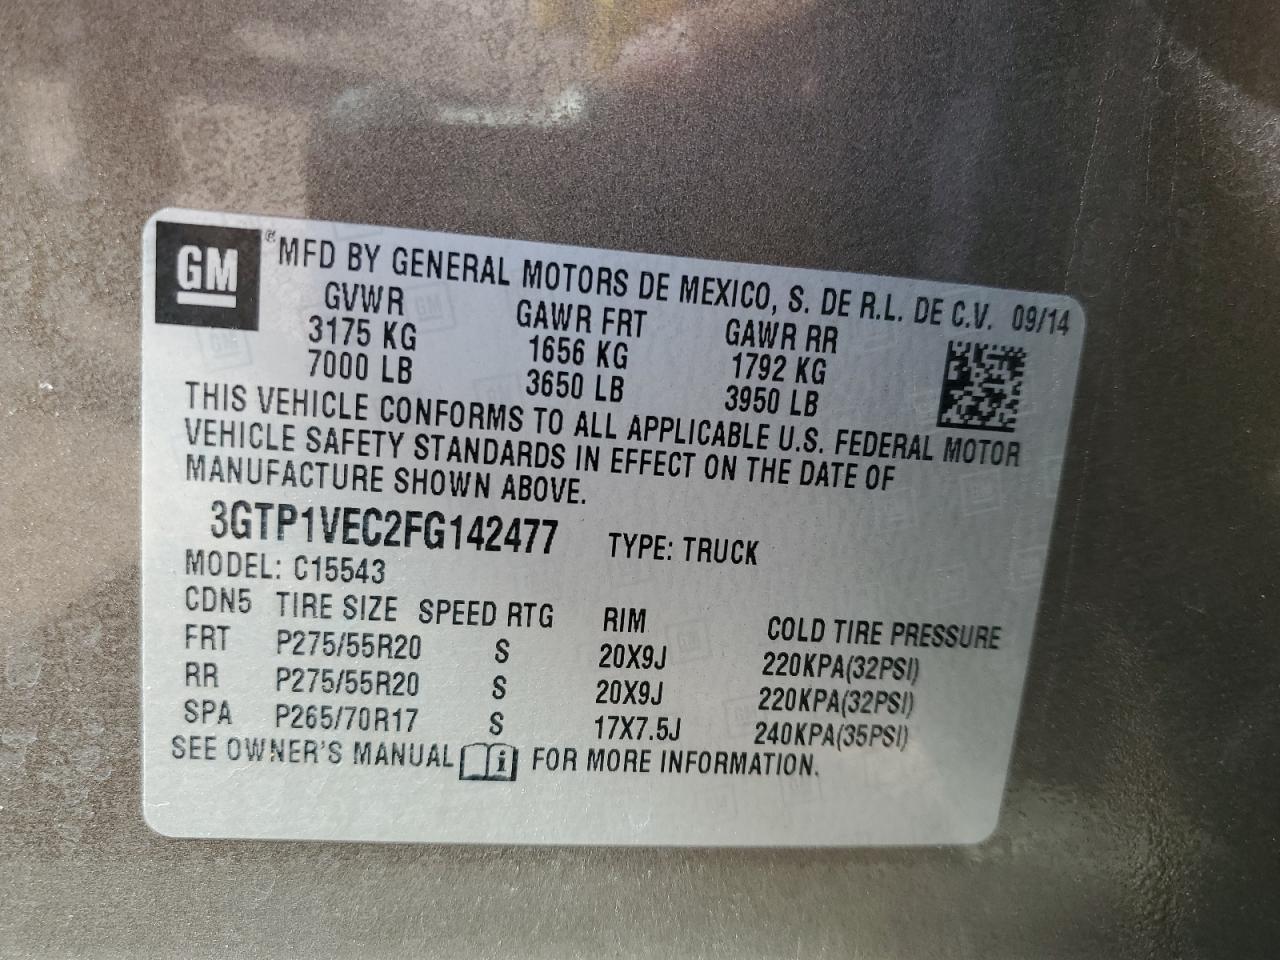 GM
® MFD BY GENERAL MOTORS DE MEXICO, S. DE R.L. DE C.V. 09/14
GVWR GAWR FRT GAWR RR
3175 KG 1656 KG 1792 KG
7000 LB 3650 LB 3950 LB
THIS VEHICLE CONFORMS TO ALL APPLICABLE U.S. FEDERAL MOTOR
VEHICLE SAFETY STANDARDS IN EFFECT ON THE DATE OF
MANUFACTURE SHOWN ABOVE.
3GTP1VEC2FG142477 TYPE: TRUCK
MODEL: C15543
CDN5 TIRE SIZE SPEED RTG RIM COLD TIRE PRESSURE
FRT P275/55R20 S 20X9J 220KPA(32PSI)
RR P275/55R20 S 20X9J 220KPA(32PSI)
SPA P265/70R17 S 17X7.5J 240KPA(35PSI)
SEE OWNER'S MANUAL i FOR MORE INFORMATION.